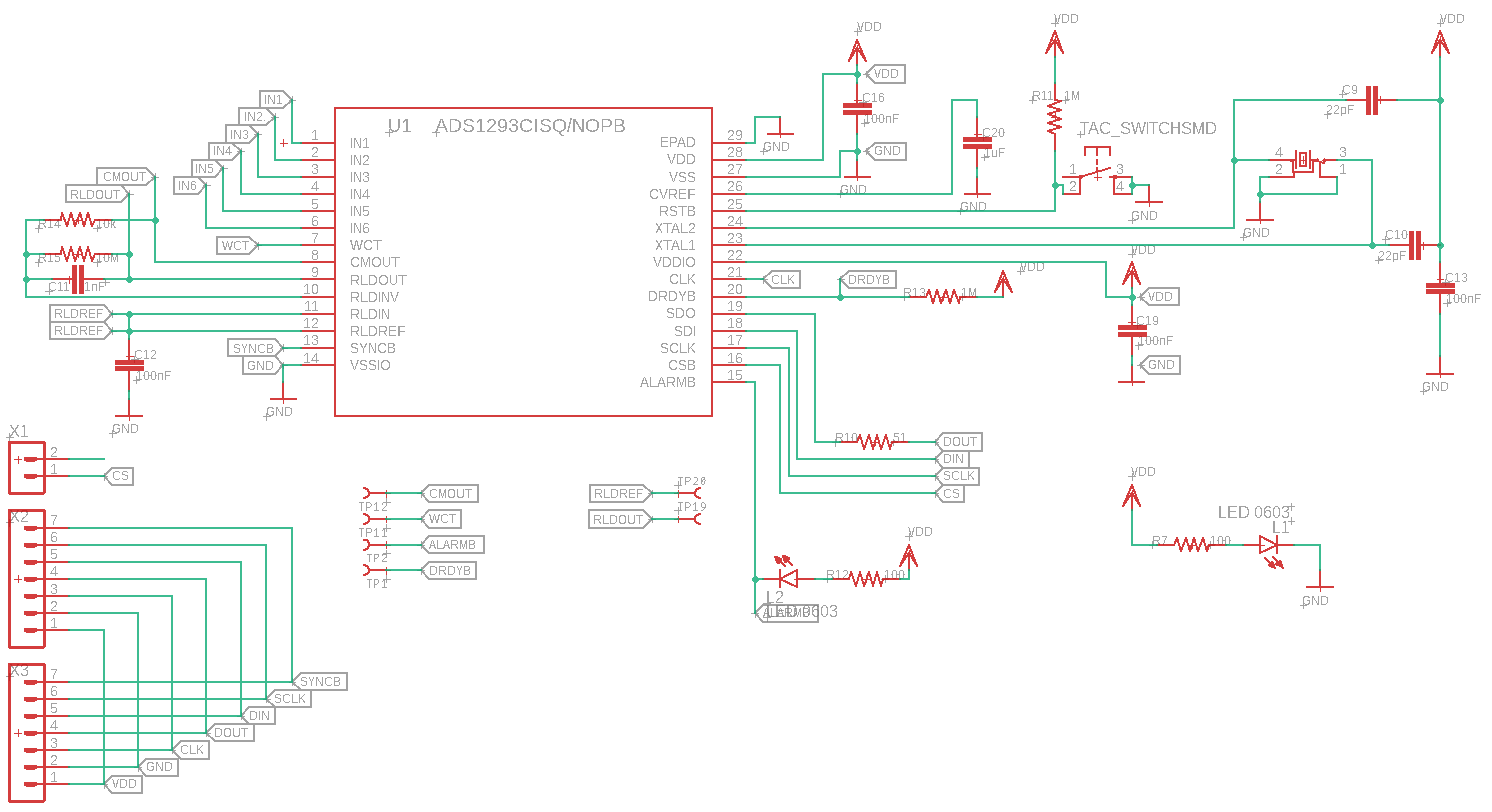 VDD
VDD
VDD
VDD
C16
100nF
GND
GND
C20
1uF
GND
R11
1M
TAC_SWITCHSMD
1
2
3
4
GND
C9
22pF
4
2
3
1
GND
C10
22pF
C13
100nF
GND
U1
ADS1293CISQ/NOPB
IN1
IN2
IN3
IN4
IN5
IN6
CMOUT
RLDOUT
R14
10k
R15
10M
C11
1nF
WCT
RLDREF
RLDREF
C12
100nF
GND
SYNCB
GND
GND
1 IN1
2 IN2
3 IN3
4 IN4
5 IN5
6 IN6
7 WCT
8 CMOUT
9 RLDOUT
10 RLDINV
11 RLDIN
12 RLDREF
13 SYNCB
14 VSSIO
EPAD 29
VDD 28
VSS 27
CVREF 26
RSTB 25
XTAL2 24
XTAL1 23
VDDIO 22
CLK 21
DRDYB 20
SDO 19
SDI 18
SCLK 17
CSB 16
ALARMB 15
GND
CLK
DRDYB
R13
1M
VDD
VDD
VDD
C19
100nF
GND
R10
51
DOUT
DIN
SCLK
CS
X1
2
1
CS
X2
7
6
5
4
3
2
1
X3
7
6
5
4
3
2
1
SYNCB
SCLK
DIN
DOUT
CLK
GND
VDD
TP12
CMOUT
TP11
WCT
TP2
ALARMB
TP1
DRDYB
RLDREF
TP20
RLDOUT
TP19
VDD
R12
100
L2
LED 0603
ALARMB
VDD
R7
100
LED 0603
L1
GND